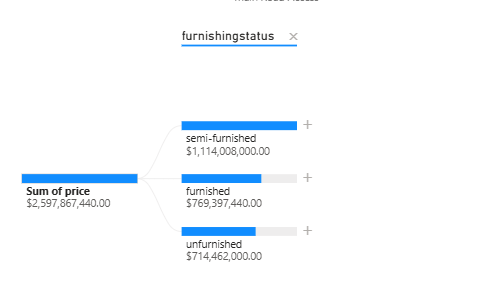 furnishingstatus
semi-furnished
$1,114,008,000.00
Sum of price
$2,597,867,440.00
furnished
$769,397,440.00
unfurnished
$714,462,000.00